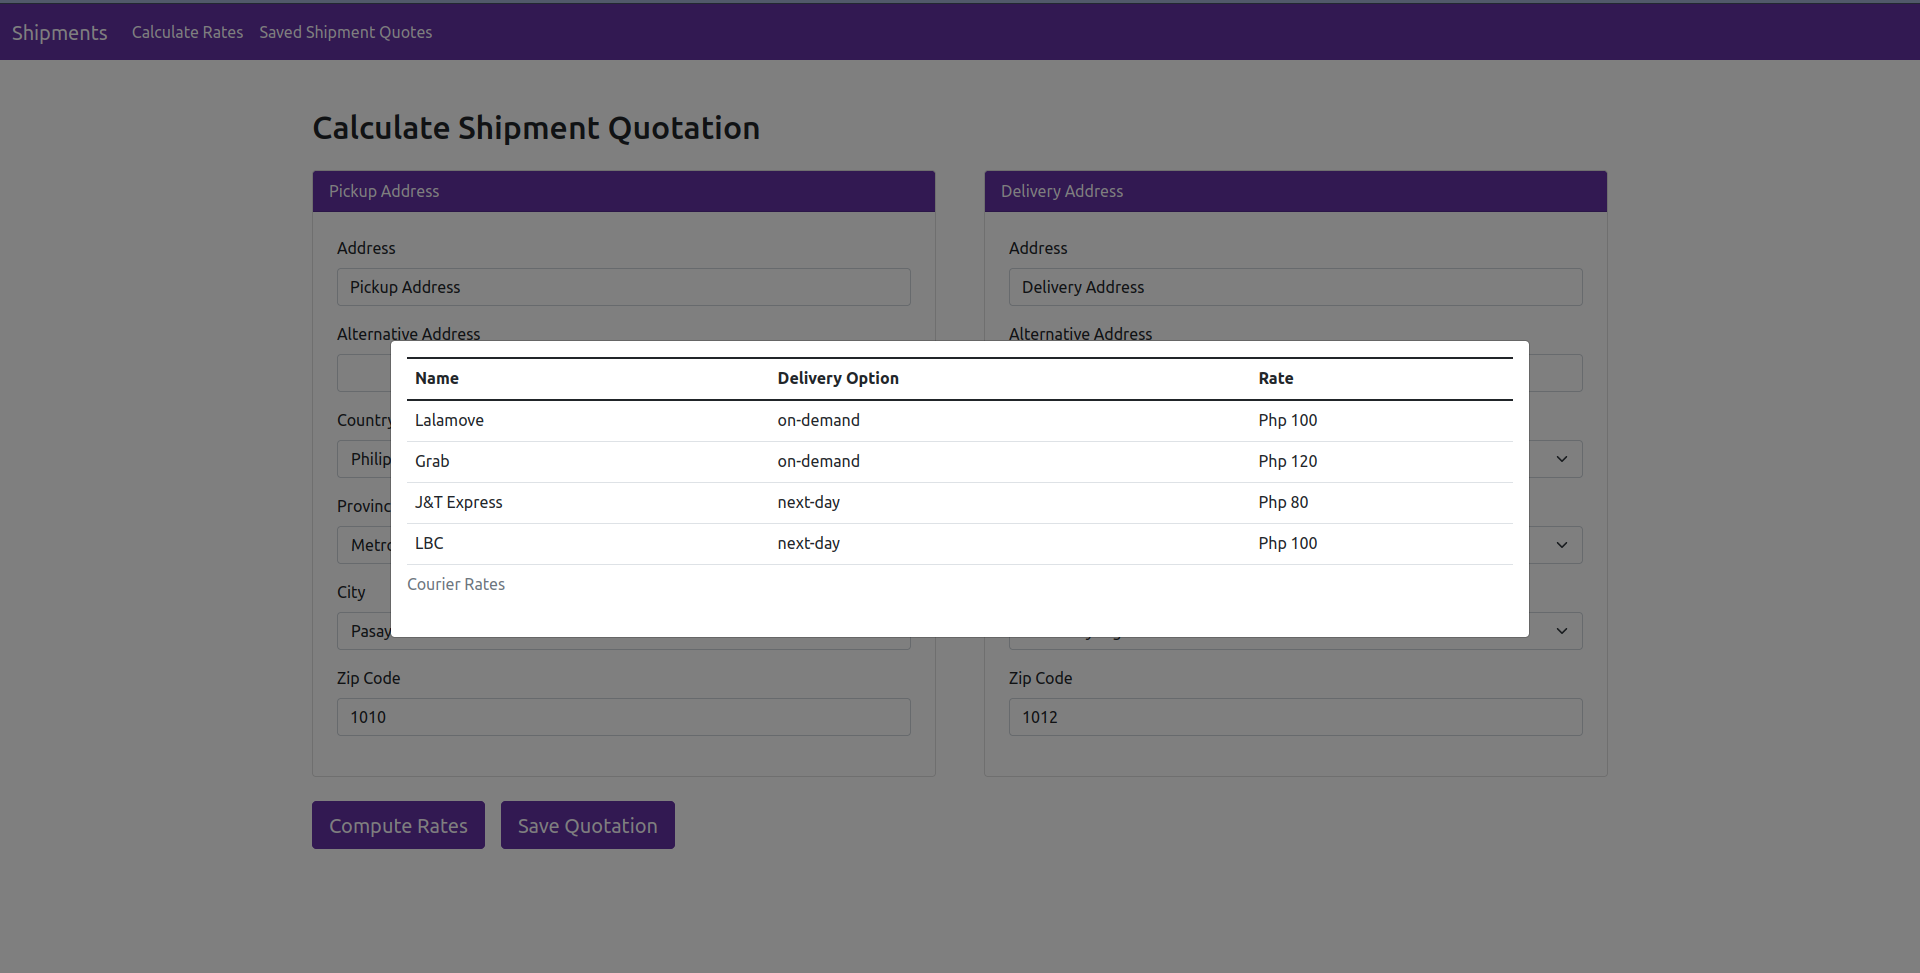 Shipments Calculate Rates Saved Shipment Quotes
Calculate Shipment Quotation
Pickup Address
Address
Pickup Address
Alternative Address
Country
Philip
Provinc
Metro
City
Pasay
Zip Code
1010
Delivery Address
Address
Delivery Address
Alternative Address
Zip Code
1012
Name Delivery Option Rate
Lalamove on-demand Php 100
Grab on-demand Php 120
J&T Express next-day Php 80
LBC next-day Php 100
Courier Rates
Compute Rates Save Quotation